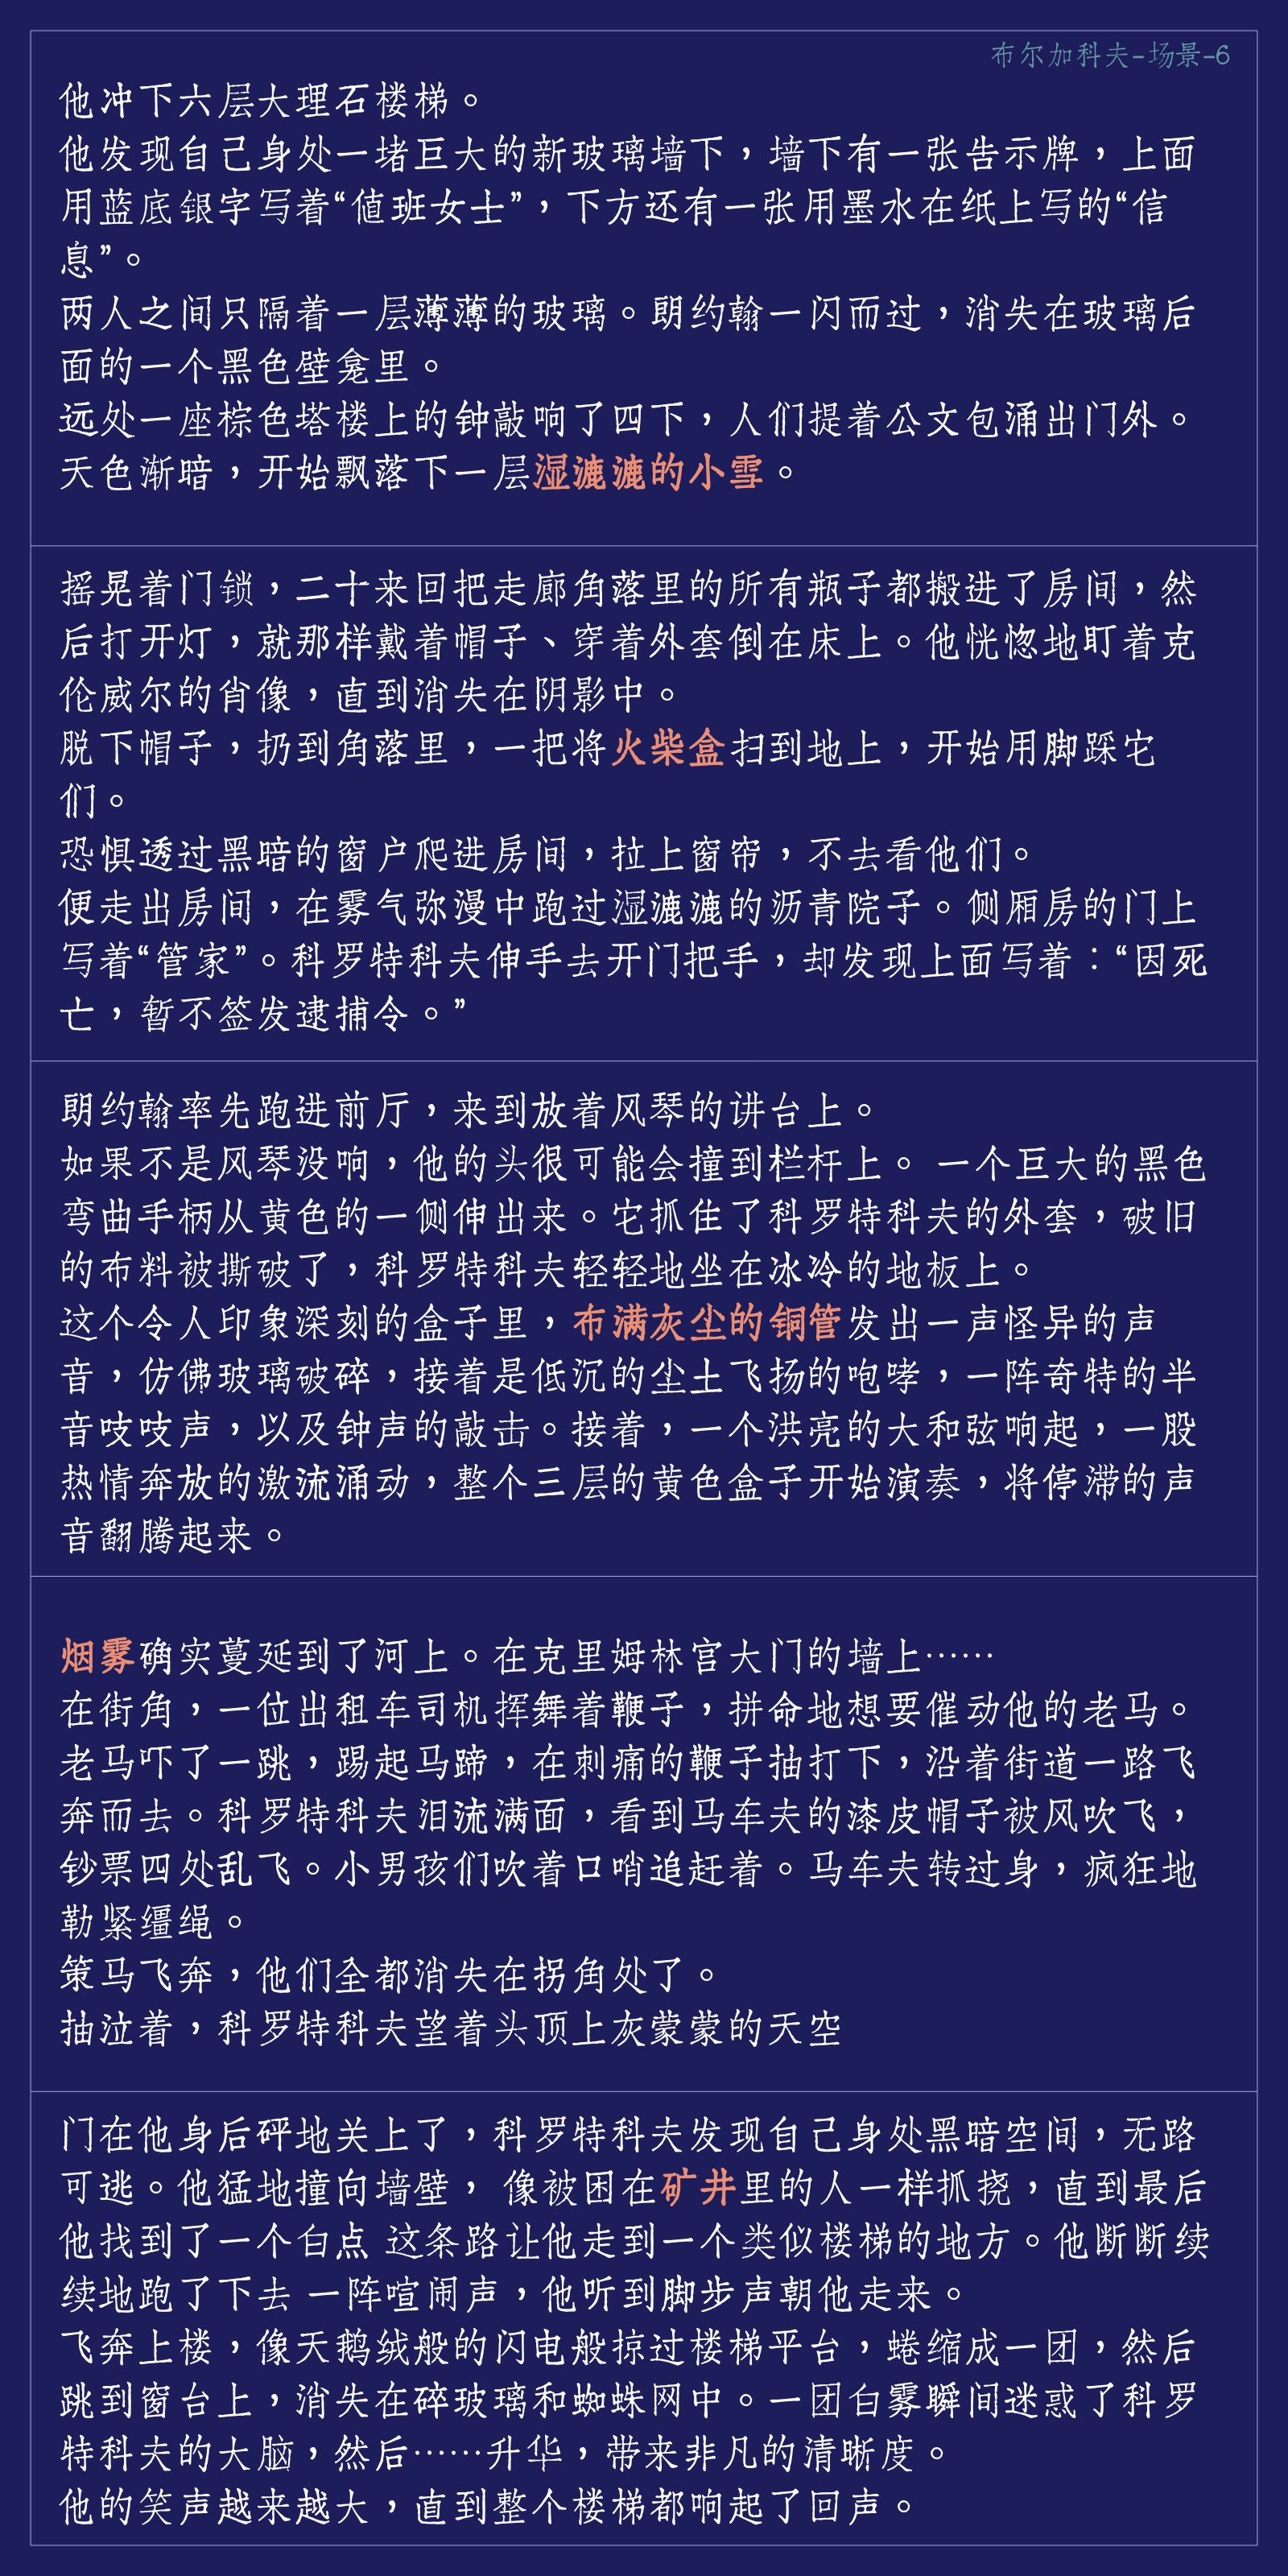 布尔加科夫-场景-6
他冲下六层大理石楼梯。
他发现自己身处一堵巨大的新玻璃墙下，墙下有一张告示牌，上面
用蓝底银字写着“值班女士”，下方还有一张用墨水在纸上写的“信
息”。
两人之间只隔着一层薄薄的玻璃。朗约翰一闪而过，消失在玻璃后
面的一个黑色壁龛里。
远处一座棕色塔楼上的钟敲响了四下，人们提着公文包涌出门外。
天色渐暗，开始飘落下一层湿漉漉的小雪。
摇晃着门锁，二十来回把走廊角落里的所有瓶子都搬进了房间，然
后打开灯，就那样戴着帽子、穿着外套倒在床上。他恍惚地盯着克
伦威尔的肖像，直到消失在阴影中。
脱下帽子，扔到角落里，一把将火柴盒扫到地上，开始用脚踩它
们。
恐惧透过黑暗的窗户爬进房间，拉上窗帘，不去看他们。
便走出房间，在雾气弥漫中跑过湿漉漉的沥青院子。侧厢房的门上
写着“管家”。科罗特科夫伸手去开门把手，却发现上面写着：“因死
亡，暂不签发逮捕令。”
朗约翰率先跑进前厅，来到放着风琴的讲台上。
如果不是风琴没响，他的头很可能会撞到栏杆上。 一个巨大的黑色
弯曲手柄从黄色的一侧伸出来。它抓住了科罗特科夫的外套，破旧
的布料被撕破了，科罗特科夫轻轻地坐在冰冷的地板上。
这个令人印象深刻的盒子里，布满灰尘的铜管发出一声怪异的声
音，仿佛玻璃破碎，接着是低沉的尘土飞扬的咆哮，一阵奇特的半
音吱吱声，以及钟声的敲击。接着，一个洪亮的大和弦响起，一股
热情奔放的激流涌动，整个三层的黄色盒子开始演奏，将停滞的声
音翻腾起来。
烟雾确实蔓延到了河上。在克里姆林宫大门的墙上……
在街角，一位出租车司机挥舞着鞭子，拼命地想要催动他的老马。
老马吓了一跳，踢起马蹄，在刺痛的鞭子抽打下，沿着街道一路飞
奔而去。科罗特科夫泪流满面，看到马车夫的漆皮帽子被风吹飞，
钞票四处乱飞。小男孩们吹着口哨追赶着。马车夫转过身，疯狂地
勒紧缰绳。
策马飞奔，他们全都消失在拐角处了。
抽泣着，科罗特科夫望着头顶上灰蒙蒙的天空
门在他身后砰地关上了，科罗特科夫发现自己身处黑暗空间，无路
可逃。他猛地撞向墙壁， 像被困在矿井里的人一样抓挠，直到最后
他找到了一个白点 这条路让他走到一个类似楼梯的地方。他断断续
续地跑了下去 一阵喧闹声，他听到脚步声朝他走来。
飞奔上楼，像天鹅绒般的闪电般掠过楼梯平台，蜷缩成一团，然后
跳到窗台上，消失在碎玻璃和蜘蛛网中。一团白雾瞬间迷惑了科罗
特科夫的大脑，然后……升华，带来非凡的清晰度。
他的笑声越来越大，直到整个楼梯都响起了回声。